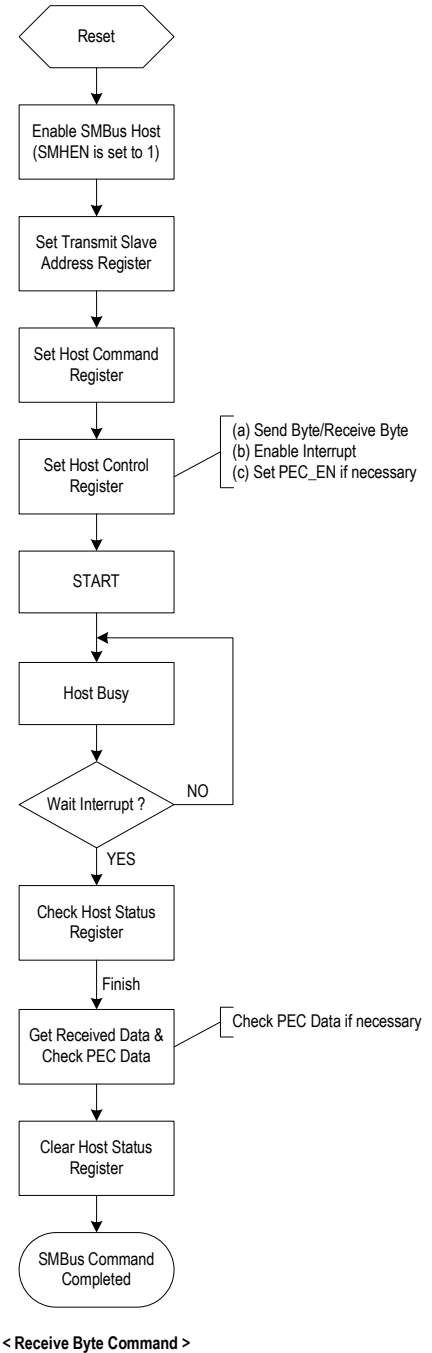 Reset
Enable SMBus Host
(SMHEN is set to 1)
Set Transmit Slave
Address Register
Set Host Command
Register
Set Host Control
Register
(a) Send Byte/Receive Byte
(b) Enable Interrupt
(c) Set PEC_EN if necessary
START
Host Busy
Wait Interrupt ?
NO
YES
Check Host Status
Register
Finish
Get Received Data &
Check PEC Data
Check PEC Data if necessary
Clear Host Status
Register
SMBus Command
Completed
< Receive Byte Command >